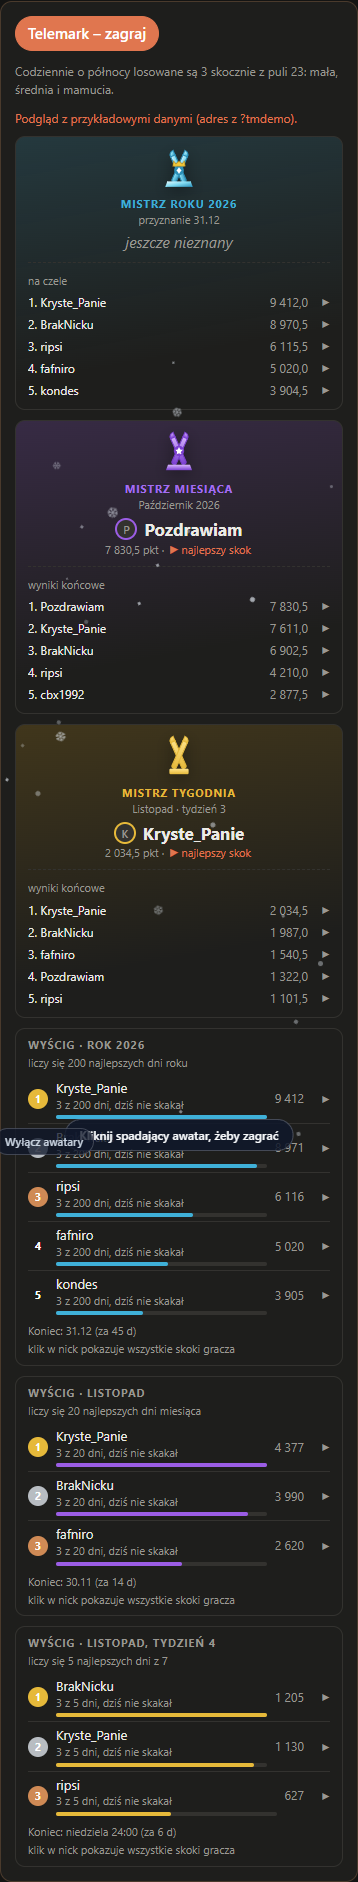 Telemark – zagraj
Codziennie o północy losowane są 3 skocznie z puli 23: mała,
średnia i mamucia.
Podgląd z przykładowymi danymi (adres z ?tmdemo).
MISTRZ ROKU 2026
przyznanie 31.12
jeszcze nieznany
na czele
1. Kryste_Panie 9 412,0 ▶
2. BrakNicku 8 970,5 ▶
3. ripsi 6 115,5 ▶
4. fafniro 5 020,0 ▶
5. kondes 3 904,5 ▶
MISTRZ MIESIĄCA
Październik 2026
P Pozdrawiam
7 830,5 pkt · ▶ najlepszy skok
wyniki końcowe
1. Pozdrawiam 7 830,5 ▶
2. Kryste_Panie 7 611,0 ▶
3. BrakNicku 6 902,5 ▶
4. ripsi 4 210,0 ▶
5. cbx1992 2 877,5 ▶
MISTRZ TYGODNIA
Listopad · tydzień 3
K Kryste_Panie
2 034,5 pkt · ▶ najlepszy skok
wyniki końcowe
1. Kryste_Panie 2 034,5 ▶
2. BrakNicku 1 987,0 ▶
3. fafniro 1 540,5 ▶
4. Pozdrawiam 1 322,0 ▶
5. ripsi 1 101,5 ▶
WYŚCIG · ROK 2026
liczy się 200 najlepszych dni roku
Kryste_Panie
1 3 z 200 dni, dziś nie skakał 9 412 ▶
Kliknij spadający awatar, żeby zagrać
Wyłącz awatary
3 z 200 dni, dziś nie skakał 8 971 ▶
ripsi
3 3 z 200 dni, dziś nie skakał 6 116 ▶
fafniro
4 3 z 200 dni, dziś nie skakał 5 020 ▶
kondes
5 3 z 200 dni, dziś nie skakał 3 905 ▶
Koniec: 31.12 (za 45 d)
klik w nick pokazuje wszystkie skoki gracza
WYŚCIG · LISTOPAD
liczy się 20 najlepszych dni miesiąca
Kryste_Panie
1 3 z 20 dni, dziś nie skakał 4 377 ▶
BrakNicku
2 3 z 20 dni, dziś nie skakał 3 990 ▶
fafniro
3 3 z 20 dni, dziś nie skakał 2 620 ▶
Koniec: 30.11 (za 14 d)
klik w nick pokazuje wszystkie skoki gracza
WYŚCIG · LISTOPAD, TYDZIEŃ 4
liczy się 5 najlepszych dni z 7
BrakNicku
1 3 z 5 dni, dziś nie skakał 1 205 ▶
Kryste_Panie
2 3 z 5 dni, dziś nie skakał 1 130 ▶
ripsi
3 3 z 5 dni, dziś nie skakał 627 ▶
Koniec: niedziela 24:00 (za 6 d)
klik w nick pokazuje wszystkie skoki gracza